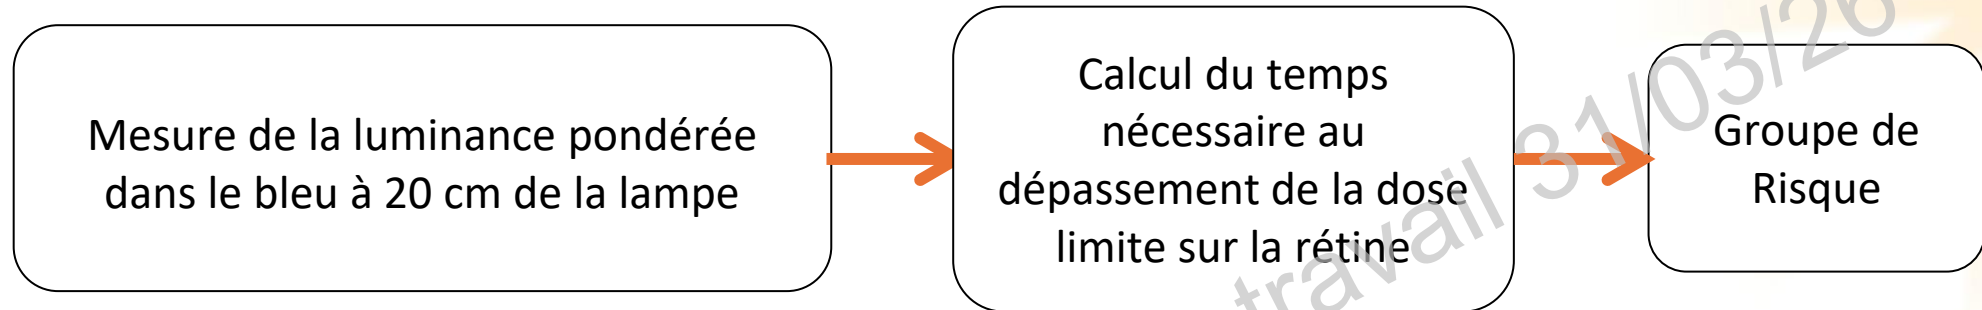 Mesure de la luminance pondérée
dans le bleu à 20 cm de la lampe
Calcul du temps
nécessaire au
dépassement de la dose
limite sur la rétine
Groupe de
Risque
travail 31/03/26